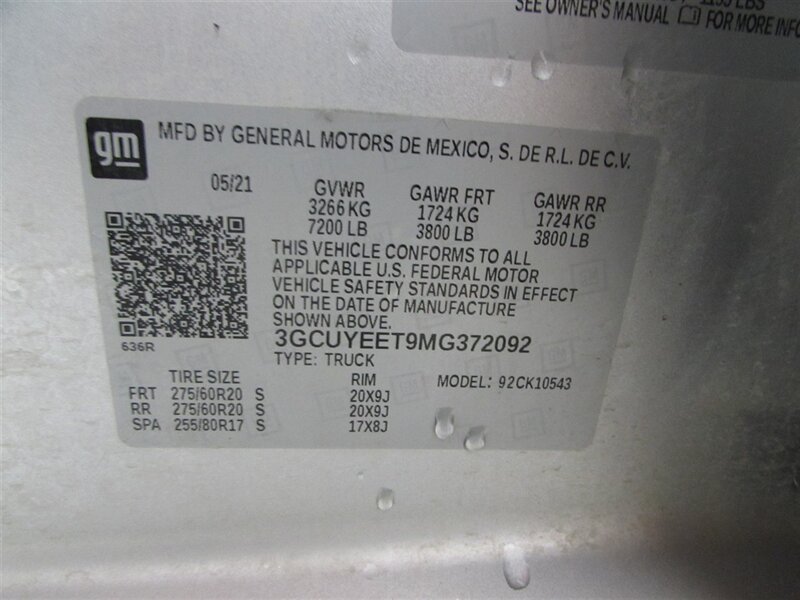 SEE OWNER'S MANUAL FOR MORE INFO
gm
MFD BY GENERAL MOTORS DE MEXICO, S. DE R.L. DE C.V.
05/21 GVWR GAWR FRT GAWR RR
3266 KG 1724 KG 1724 KG
7200 LB 3800 LB 3800 LB
THIS VEHICLE CONFORMS TO ALL
APPLICABLE U.S. FEDERAL MOTOR
VEHICLE SAFETY STANDARDS IN EFFECT
ON THE DATE OF MANUFACTURE
SHOWN ABOVE.
636R
3GCUYEET9MG372092
TYPE: TRUCK
TIRE SIZE RIM MODEL: 92CK10543
FRT 275/60R20 S 20X9J
RR 275/60R20 S 20X9J
SPA 255/80R17 S 17X8J